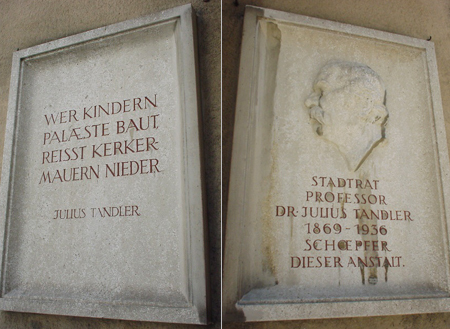 WER KINDERN
PALÆSTE BAUT,
REISST KERKER-
MAUERN NIEDER
JULIUS TANDLER
STADTRAT
PROFESSOR
DR·JULIUS TANDLER
1869-1936
SCHŒPFER
DIESER ANSTALT.